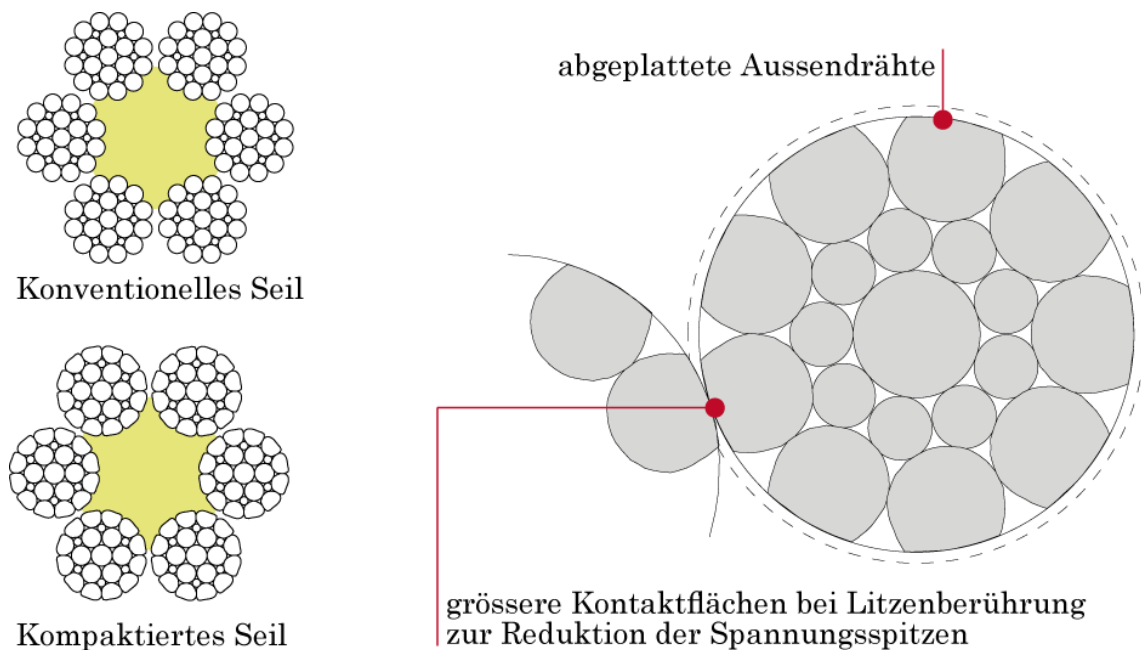 abgeplattete Aussendrähte
Konventionelles Seil
Kompaktiertes Seil
grössere Kontaktflächen bei Litzenberührung
zur Reduktion der Spannungsspitzen